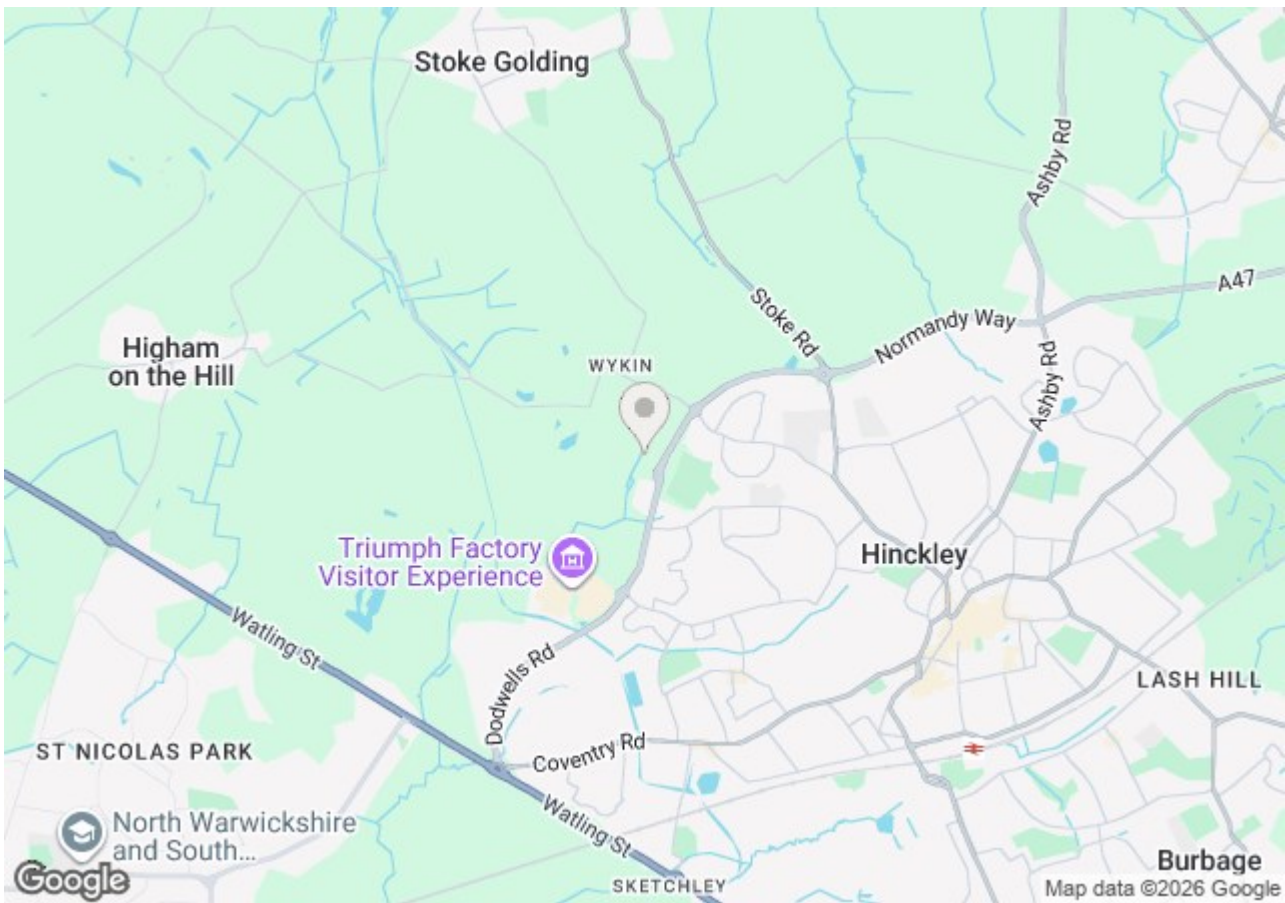 Stoke Golding
Ashby Rd
A47
Stoke Rd
Normandy Way
Higham
on the Hill
WYKIN
Ashby Rd
Triumph Factory
Visitor Experience
Hinckley
Watling St
Dodwells Rd
LASH HILL
ST NICOLAS PARK
Coventry Rd
Watling St
North Warwickshire
and South...
Burbage
SKETCHLEY
Google
Map data ©2026 Google